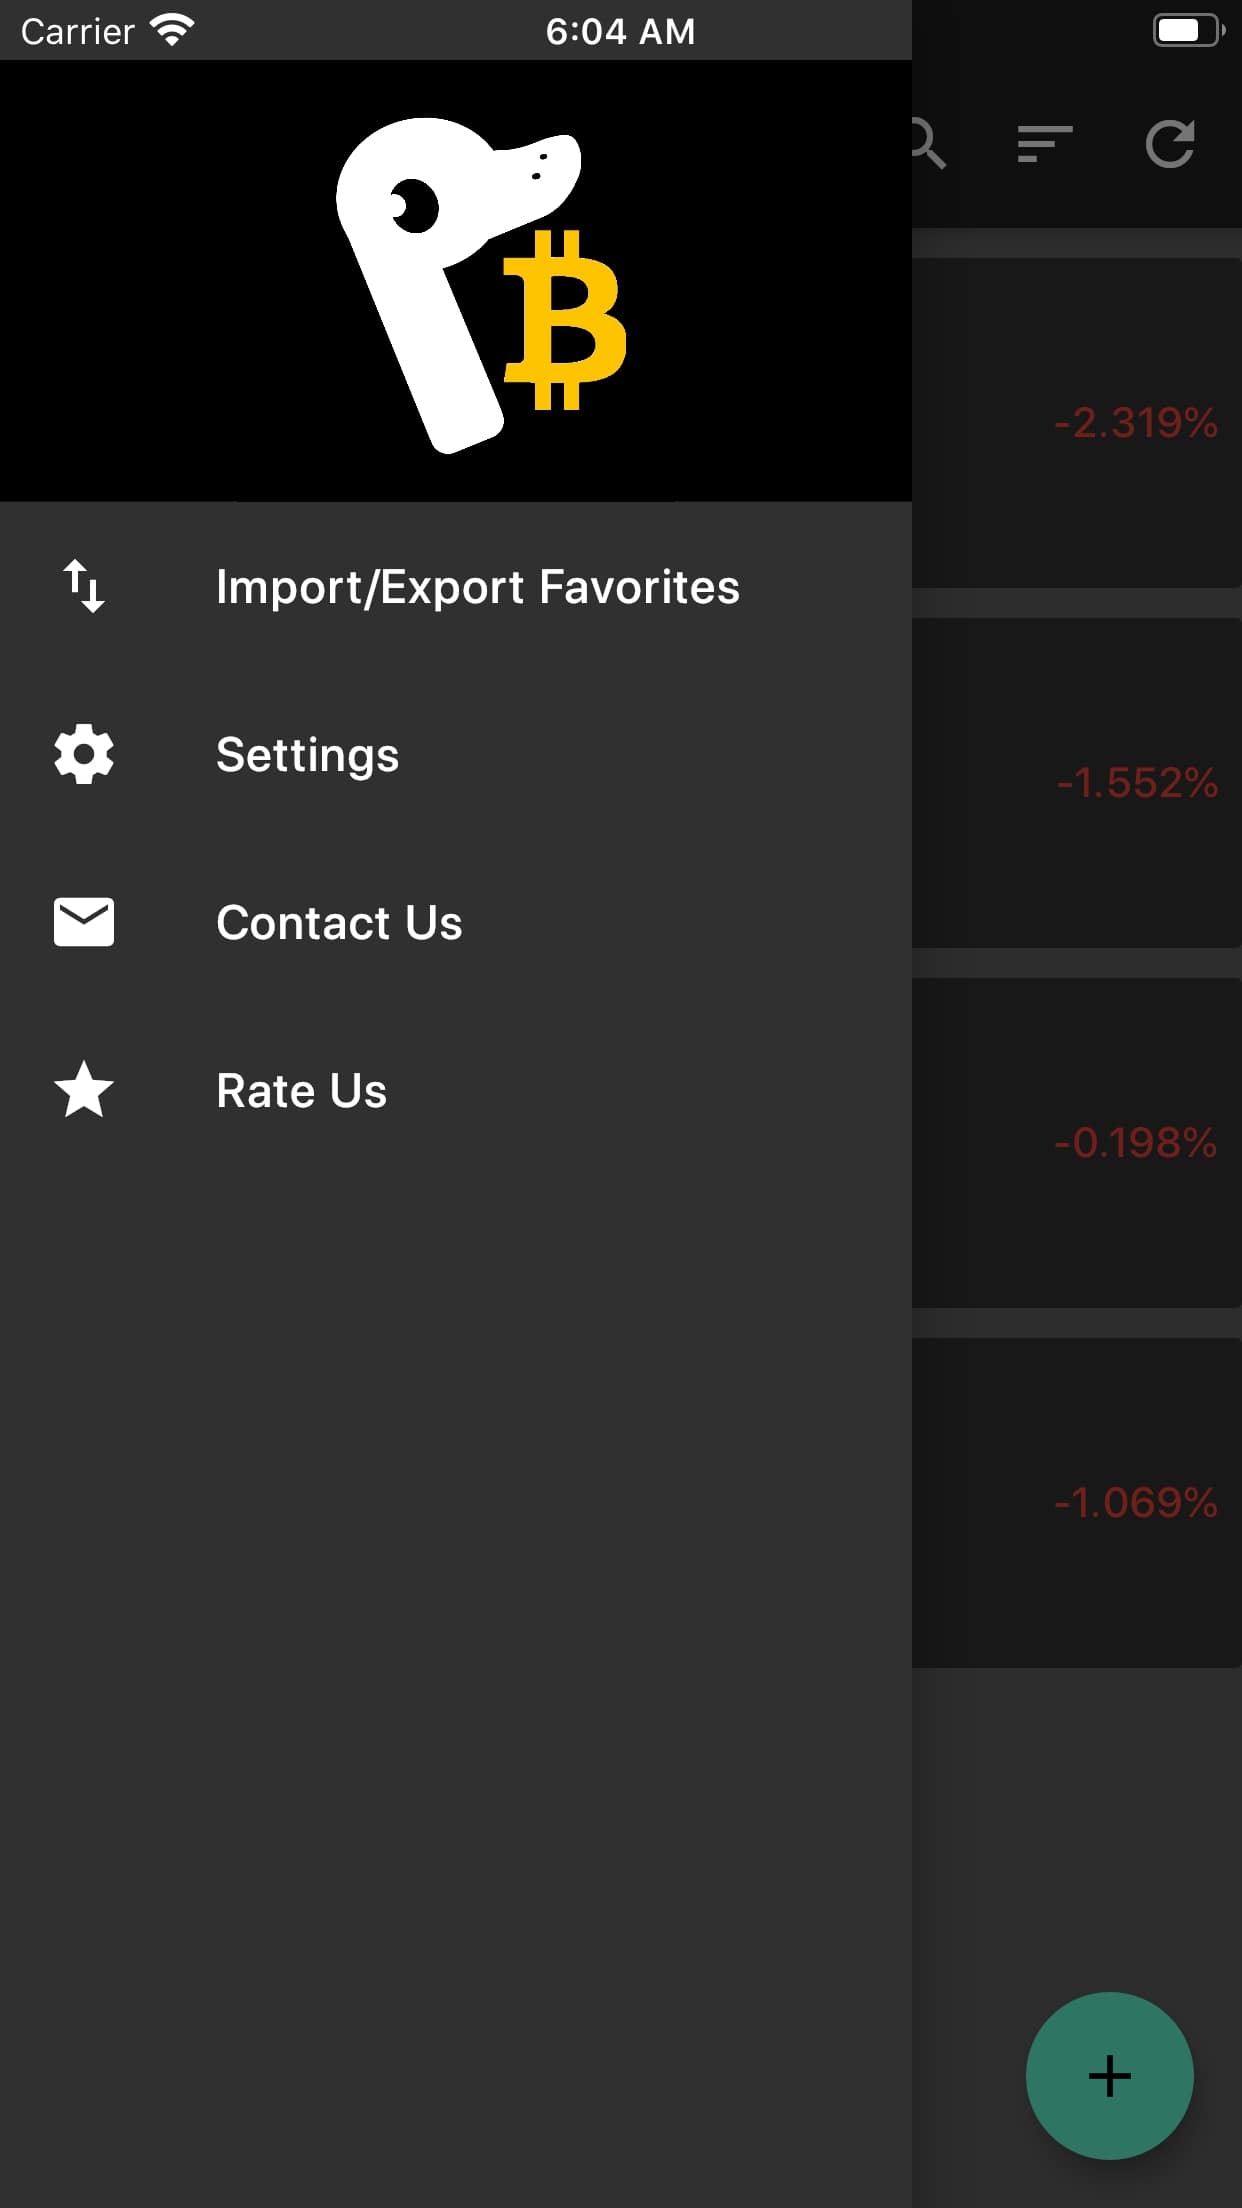 Carrier 6:04 AM
-2.319%
Import/Export Favorites
Settings
-1.552%
Contact Us
Rate Us
-0.198%
-1.069%